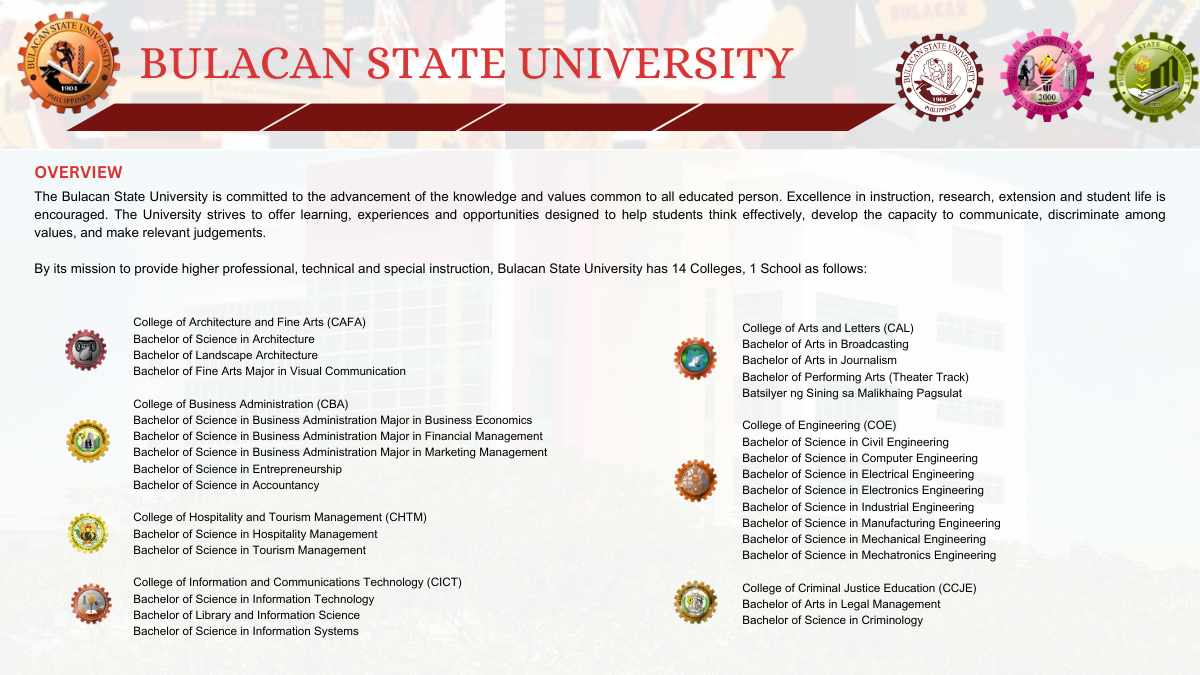 BULACAN STATE UNIVERSITY
1904
PHILIPPINES
BULACAN STATE UNIVERSITY
BULACAN STATE UNIVERSITY
1904
PHILIPPINES
2000
BULACAN
OVERVIEW
The Bulacan State University is committed to the advancement of the knowledge and values common to all educated person. Excellence in instruction, research, extension and student life is
encouraged. The University strives to offer learning, experiences and opportunities designed to help students think effectively, develop the capacity to communicate, discriminate among
values, and make relevant judgements.
By its mission to provide higher professional, technical and special instruction, Bulacan State University has 14 Colleges, 1 School as follows:
College of Architecture and Fine Arts (CAFA)
Bachelor of Science in Architecture
Bachelor of Landscape Architecture
Bachelor of Fine Arts Major in Visual Communication
College of Business Administration (CBA)
Bachelor of Science in Business Administration Major in Business Economics
Bachelor of Science in Business Administration Major in Financial Management
Bachelor of Science in Business Administration Major in Marketing Management
Bachelor of Science in Entrepreneurship
Bachelor of Science in Accountancy
College of Hospitality and Tourism Management (CHTM)
Bachelor of Science in Hospitality Management
Bachelor of Science in Tourism Management
College of Information and Communications Technology (CICT)
Bachelor of Science in Information Technology
Bachelor of Library and Information Science
Bachelor of Science in Information Systems
College of Arts and Letters (CAL)
Bachelor of Arts in Broadcasting
Bachelor of Arts in Journalism
Bachelor of Performing Arts (Theater Track)
Batsilyer ng Sining sa Malikhaing Pagsulat
College of Engineering (COE)
Bachelor of Science in Civil Engineering
Bachelor of Science in Computer Engineering
Bachelor of Science in Electrical Engineering
Bachelor of Science in Electronics Engineering
Bachelor of Science in Industrial Engineering
Bachelor of Science in Manufacturing Engineering
Bachelor of Science in Mechanical Engineering
Bachelor of Science in Mechatronics Engineering
College of Criminal Justice Education (CCJE)
Bachelor of Arts in Legal Management
Bachelor of Science in Criminology